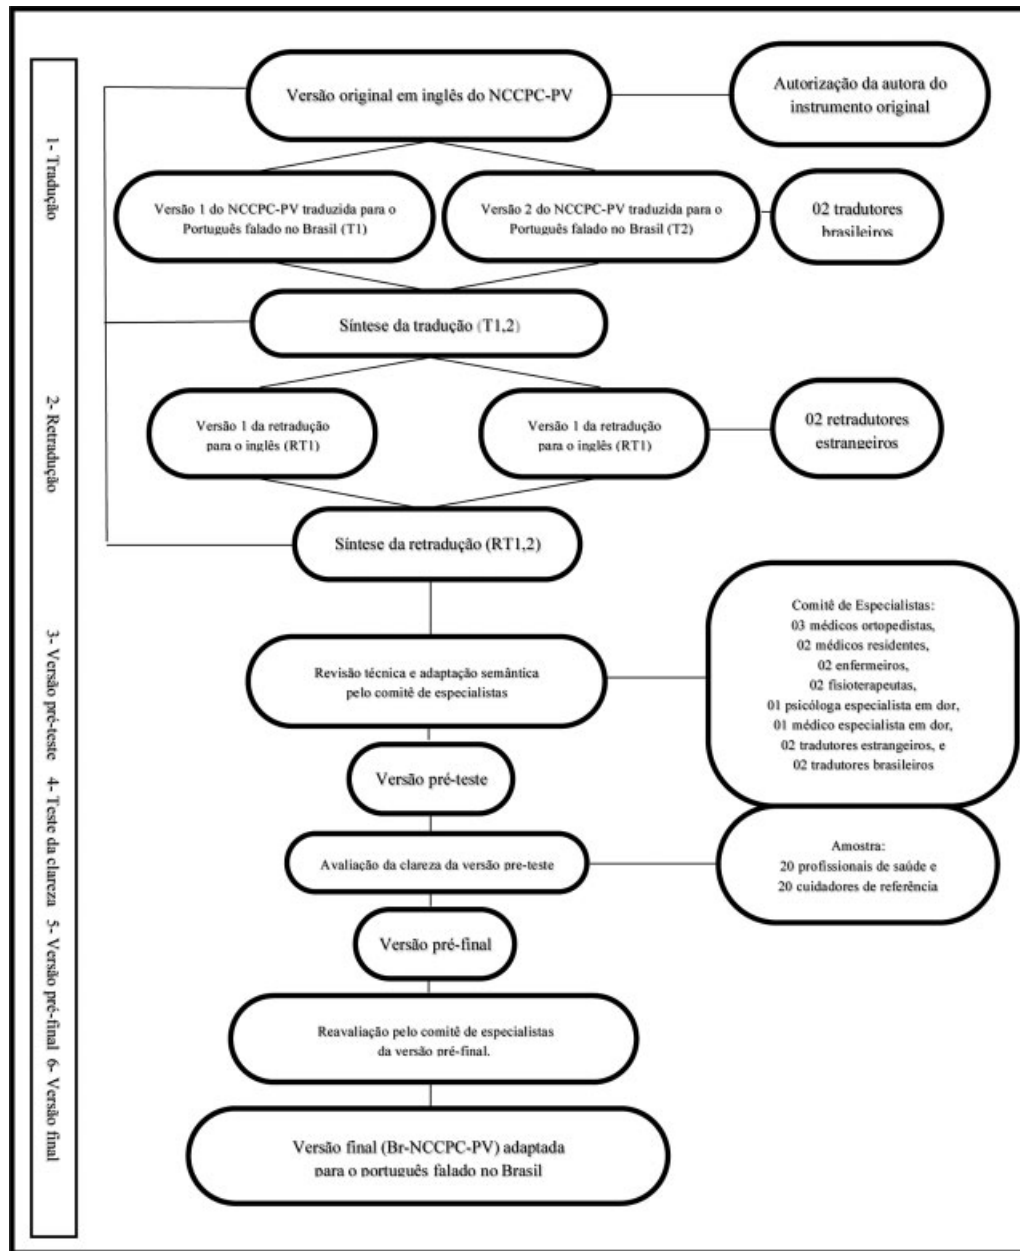 1- Tradução
2- Retradução
3- Versão pré-teste
4- Teste da clareza
5- Versão pré-final
6- Versão final
Versão original em inglês do NCCPC-PV
Autorização da autora do
instrumento original
Versão 1 do NCCPC-PV traduzida para o
Português falado no Brasil (T1)
Versão 2 do NCCPC-PV traduzida para o
Português falado no Brasil (T2)
02 tradutores
brasileiros
Síntese da tradução (T1,2)
Versão 1 da retradução
para o inglês (RT1)
Versão 1 da retradução
para o inglês (RT1)
02 retradutores
estrangeiros
Síntese da retradução (RT1,2)
Comitê de Especialistas:
03 médicos ortopedistas,
02 médicos residentes,
02 enfermeiros,
02 fisioterapeutas,
01 psicóloga especialista em dor,
01 médico especialista em dor,
02 tradutores estrangeiros, e
02 tradutores brasileiros
Revisão técnica e adaptação semântica
pelo comitê de especialistas
Versão pré-teste
Avaliação da clareza da versão pre-teste
Amostra:
20 profissionais de saúde e
20 cuidadores de referência
Versão pré-final
Reavaliação pelo comitê de especialistas
da versão pré-final.
Versão final (Br-NCCPC-PV) adaptada
para o português falado no Brasil